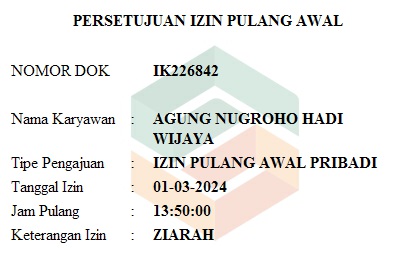 PERSETUJUAN IZIN PULANG AWAL
NOMOR DOK IK226842
Nama Karyawan : AGUNG NUGROHO HADI
WIJAYA
Tipe Pengajuan : IZIN PULANG AWAL PRIBADI
Tanggal Izin : 01-03-2024
Jam Pulang : 13:50:00
Keterangan Izin : ZIARAH